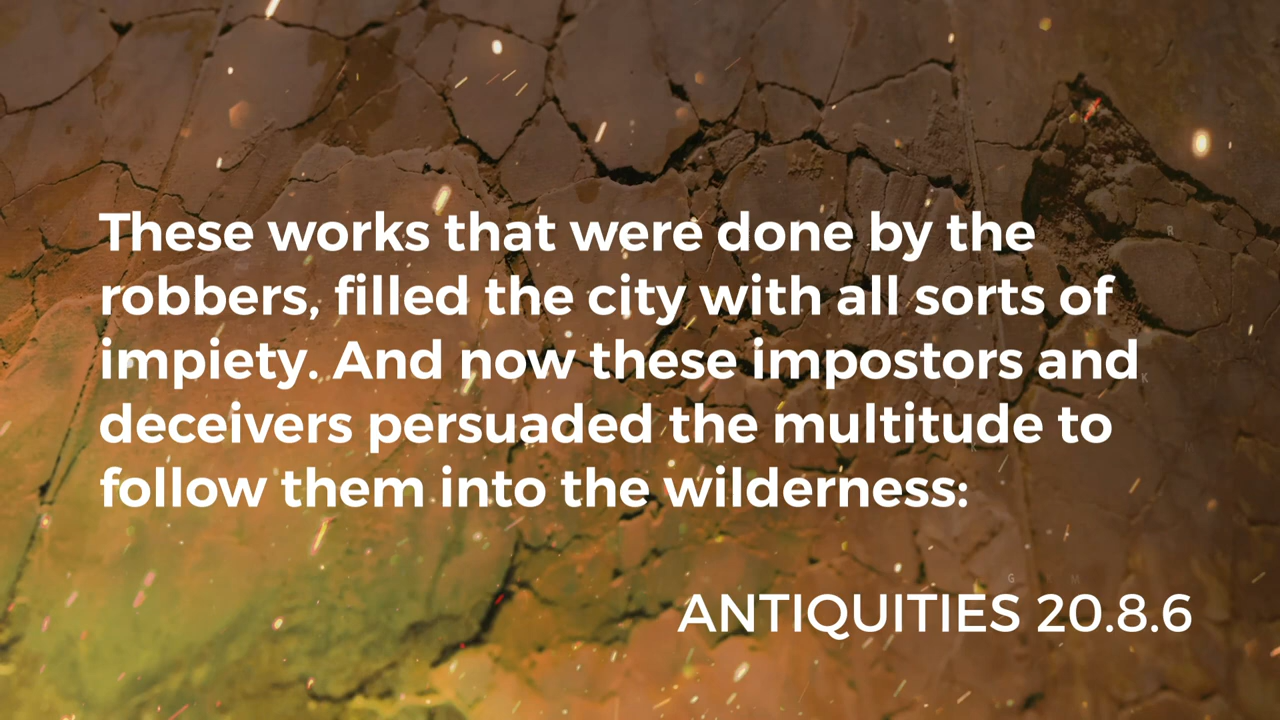 These works that were done by the
robbers, filled the city with all sorts of
impiety. And now these impostors and
deceivers persuaded the multitude to
follow them into the wilderness:
ANTIQUITIES 20.8.6